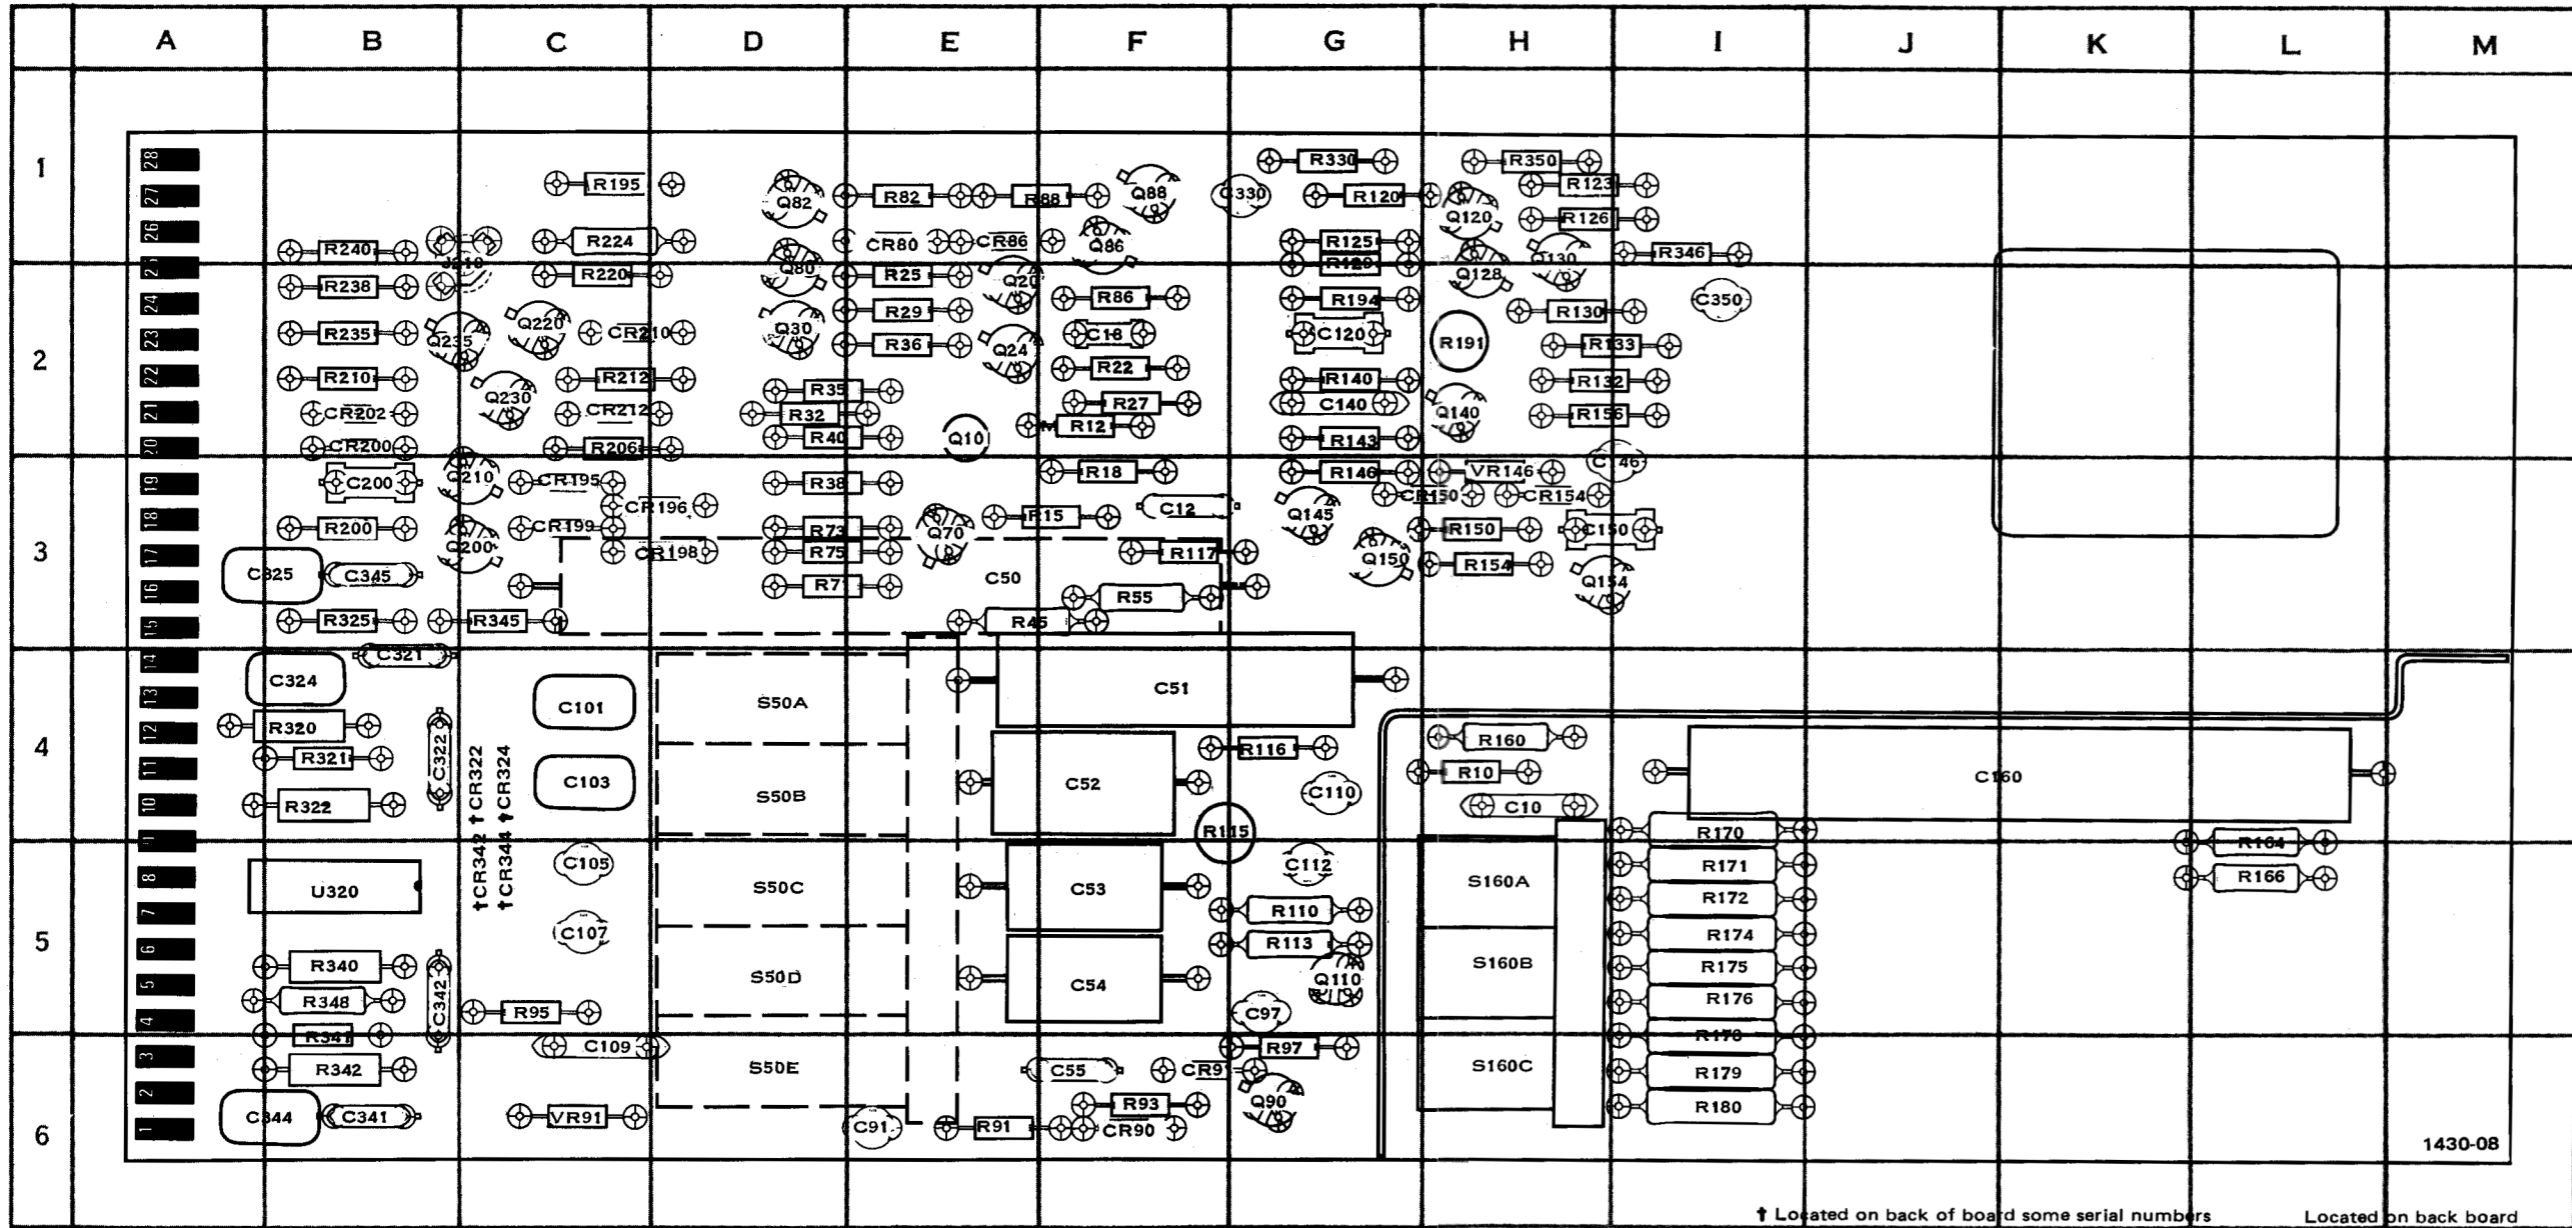 A B C D E F G H I J K L M
1
28
R330 R350
27
R195 Q82 R82 R88 Q88 C330 R120 Q120 R123
26
R126
R240 R224 CR80 CR86 Q86 R125 Q130 R346
25
R220 Q80 R25 Q20 Q128
R238 R86 R194 C350
24
R29 R130
Q220 Q30
23
R235 Q235 CR210 R36 Q24 C18 C120 R191 R133
2
22
R210 R212 R35 R22 R140 R132
Q230
21
CR202 CR212 R32 R27 C140 Q140 R156
R12
20
CR200 R206 R40 Q10 R143
C146
R18 R146 VR146
19
C200 Q210 CR195 R38 CR150 CR154
CR196 C12
18
R200 CR199 R73 R15 Q145 R150 C150
Q200 Q70
3
17
CR198 R75 R117 Q150 R154
C325 C345 C50 Q154
16
R71 R55
15
R325 R345 R45
14
C321
C324 C51
13
C101 S50A
12
R320 R160
4
C322
†CR342 †CR322
†CR344 †CR324
11
R321 C103 C52 R116 R10 C160
S50B C110
10
R322 C10
R115 R170
R164
C105 C112 R171
8
U320 S50C C53 S160A R166
7
R172
R110
5
C107 R174
6
R113
R340 S160B R175
5
S50D C54 Q110
R348 C342 R176
4
R95 C97
R341
3
C109 R97
R342 S50E C55 CR91 S160C R179
2
Q90
R93 R180
C344 C341 VR91
1
C91 R91 CR90
6
1430-08
† Located on back of board some serial numbers Located on back board